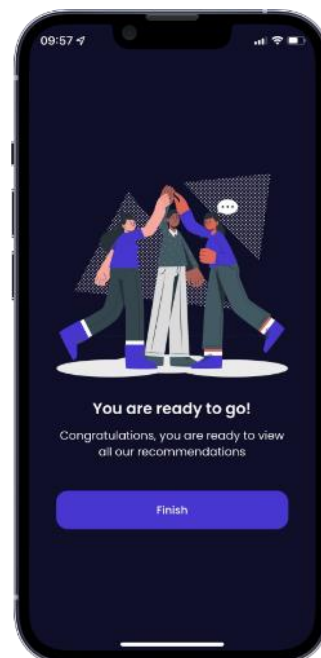 09:57
You are ready to go!
Congratulations, you are ready to view
all our recommendations
Finish